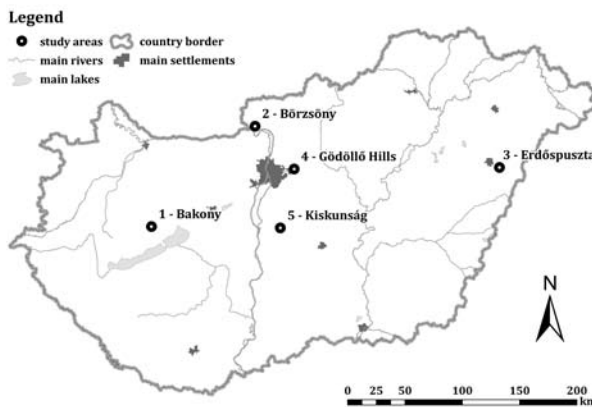 Legend
study areas country border
main rivers main settlements
main lakes
2 - Börzsöny
4 - Gödöllő Hills
3 - Erdőspuszta
1 - Bakony
5 - Kiskunság
N
0 25 50 100 150 200
km